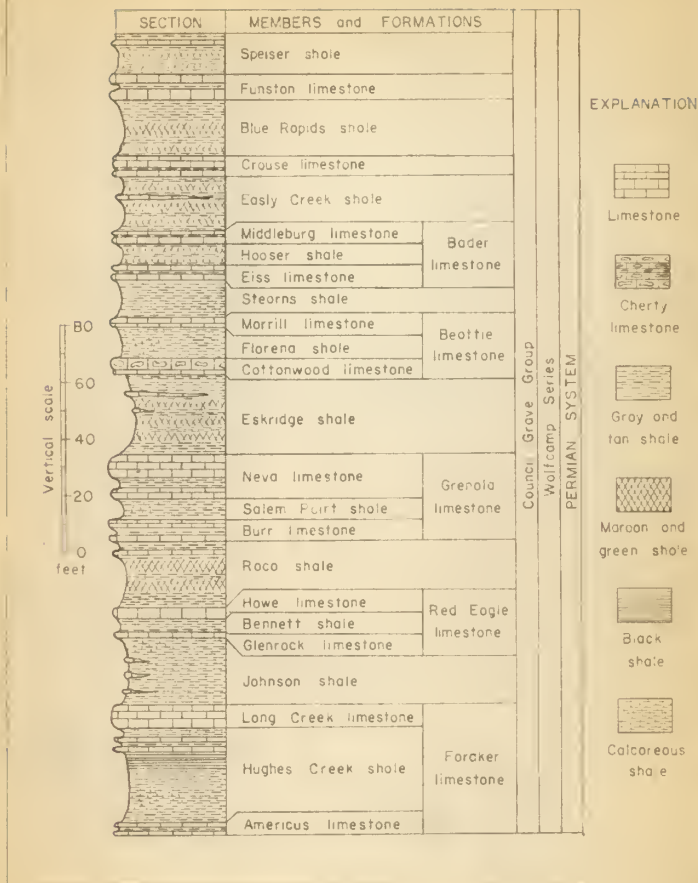 SECTION
MEMBERS and FORMATIONS
Speiser shale
Funston limestone
Blue Rapids shale
Crouse limestone
Easly Creek shale
Middleburg limestone
Hooser shale
Eiss limestone
Bader
limestone
Stearns shale
Morrill limestone
Florena shale
Cottonwood limestone
Beattie
limestone
Eskridge shale
Neva limestone
Salem Point shale
Burr limestone
Grenola
limestone
Roca shale
Howe limestone
Bennett shale
Glenrock limestone
Red Eagle
limestone
Johnson shale
Long Creek limestone
Hughes Creek shale
Americus limestone
Foraker
limestone
Council Grove Group
Wolfcamp Series
PERMIAN SYSTEM
Vertical scale
80
60
40
20
0
feet
EXPLANATION
Limestone
Cherty
limestone
Gray and
tan shale
Maroon and
green shale
Black
shale
Calcareous
shale